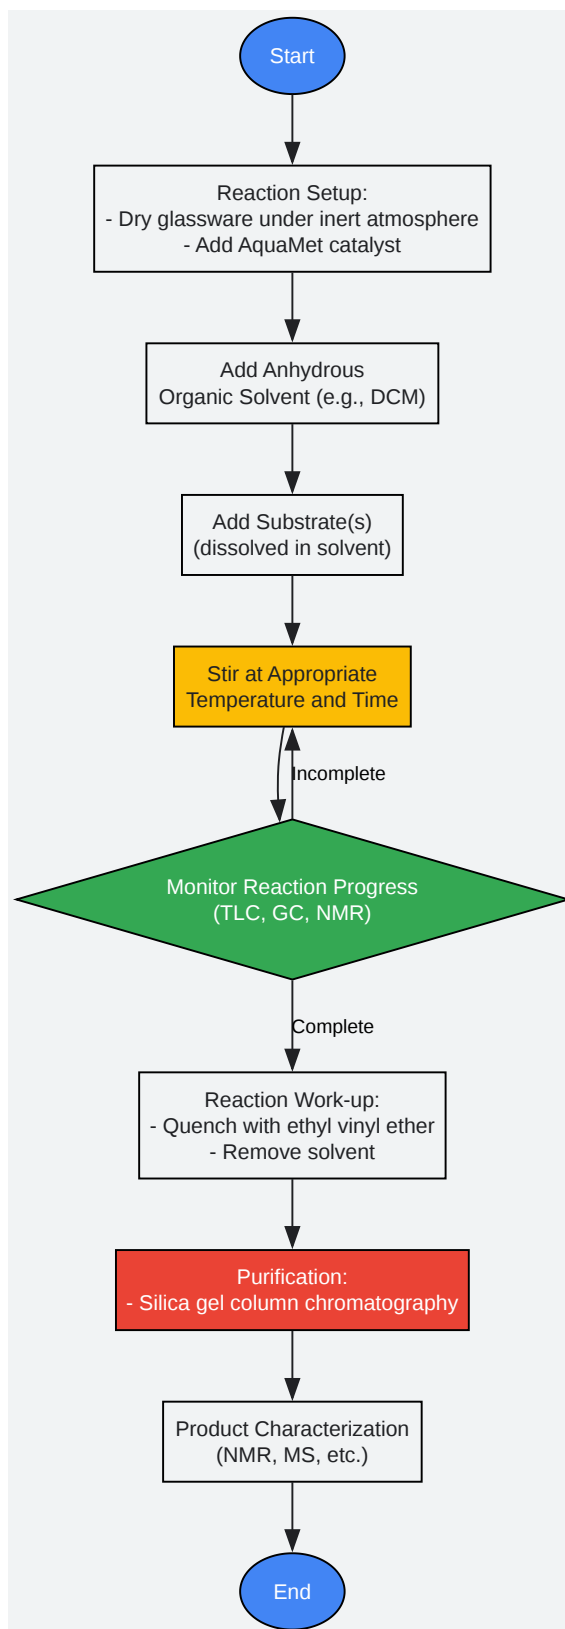 Start
Reaction Setup:
- Dry glassware under inert atmosphere
- Add AquaMet catalyst
Add Anhydrous
Organic Solvent (e.g., DCM)
Add Substrate(s)
(dissolved in solvent)
Stir at Appropriate
Temperature and Time
Incomplete
Monitor Reaction Progress
(TLC, GC, NMR)
Complete
Reaction Work-up:
- Quench with ethyl vinyl ether
- Remove solvent
Purification:
- Silica gel column chromatography
Product Characterization
(NMR, MS, etc.)
End